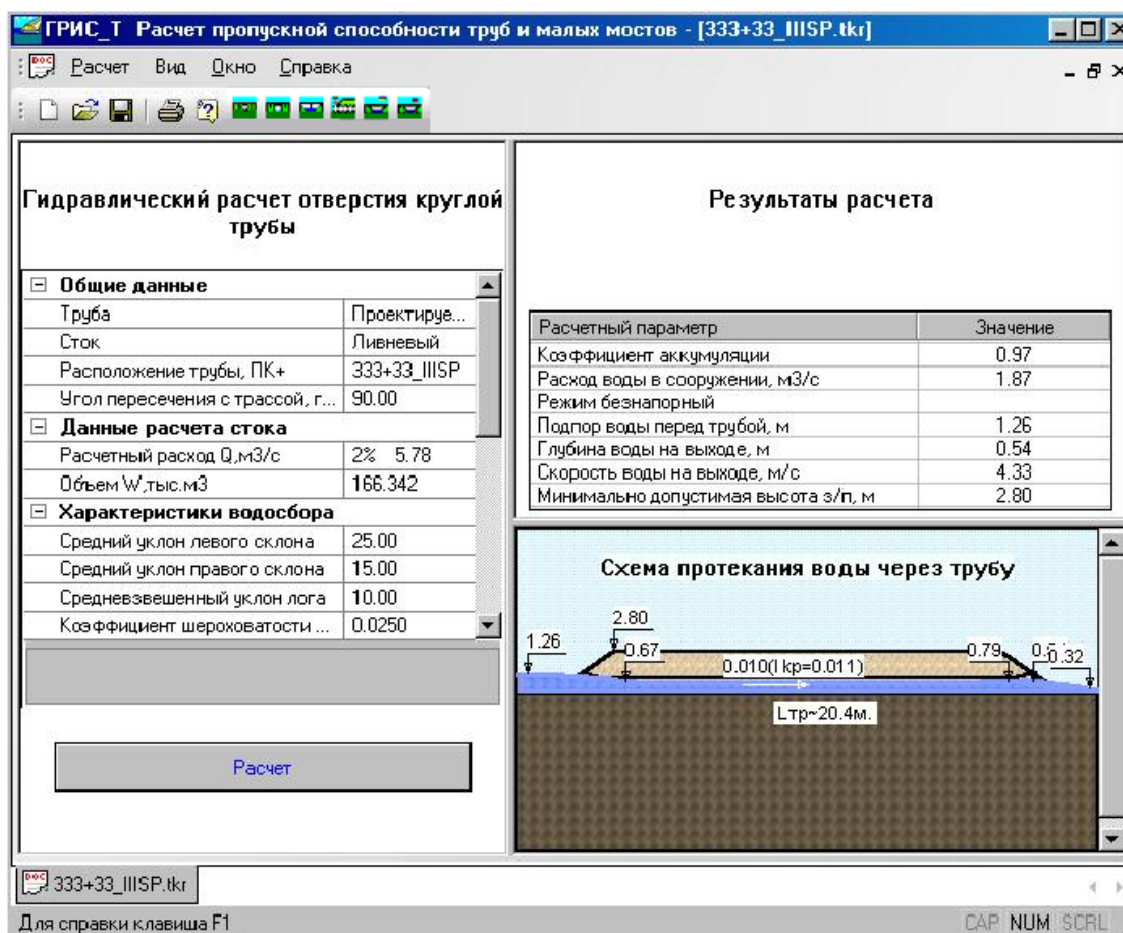 ГРИС_Т Расчет пропускной способности труб и малых мостов - [333+33_IIISP.tkr]
Расчет Вид Окно Справка
Гидравлический расчет отверстия круглой
трубы
Общие данные
Труба Проектируе...
Сток Ливневый
Расположение трубы, ПК+ 333+33_IIISP
Угол пересечения с трассой, г... 90.00
Данные расчета стока
Расчетный расход Q,м3/с 2% 5.78
Объем W,тыс.м3 166.342
Характеристики водосбора
Средний уклон левого склона 25.00
Средний уклон правого склона 15.00
Средневзвешенный уклон лога 10.00
Коэффициент шероховатости ... 0.0250
Расчет
Результаты расчета
Расчетный параметр Значение
Коэффициент аккумуляции 0.97
Расход воды в сооружении, м3/с 1.87
Режим безнапорный
Подпор воды перед трубой, м 1.26
Глубина воды на выходе, м 0.54
Скорость воды на выходе, м/с 4.33
Минимально допустимая высота з/п, м 2.80
Схема протекания воды через трубу
2.80
1.26 0.67 0.010(I кр=0.011) 0.79 0.32
Lтр~20.4м.
333+33_IIISP.tkr
Для справки клавиша F1 CAP NUM SCRL